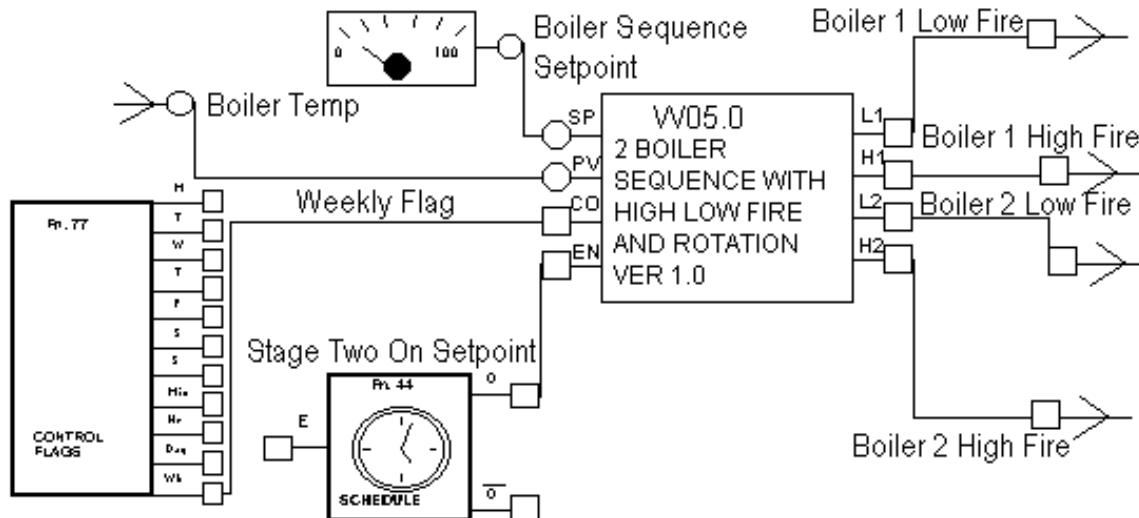 Boiler 1 Low Fire
Boiler Sequence
Setpoint
0
100
Boiler Temp
SP
PV
CO
EN
W05.0
2 BOILER
SEQUENCE WITH
HIGH LOW FIRE
AND ROTATION
VER 1.0
L1
H1
L2
H2
Boiler 1 High Fire
Boiler 2 Low Fire
Boiler 2 High Fire
Weekly Flag
Fn. 77
M
T
W
T
F
S
S
Min
Hr
Day
Wk
CONTROL
FLAGS
Stage Two On Setpoint
Fn. 44
E
O
O
SCHEDULE